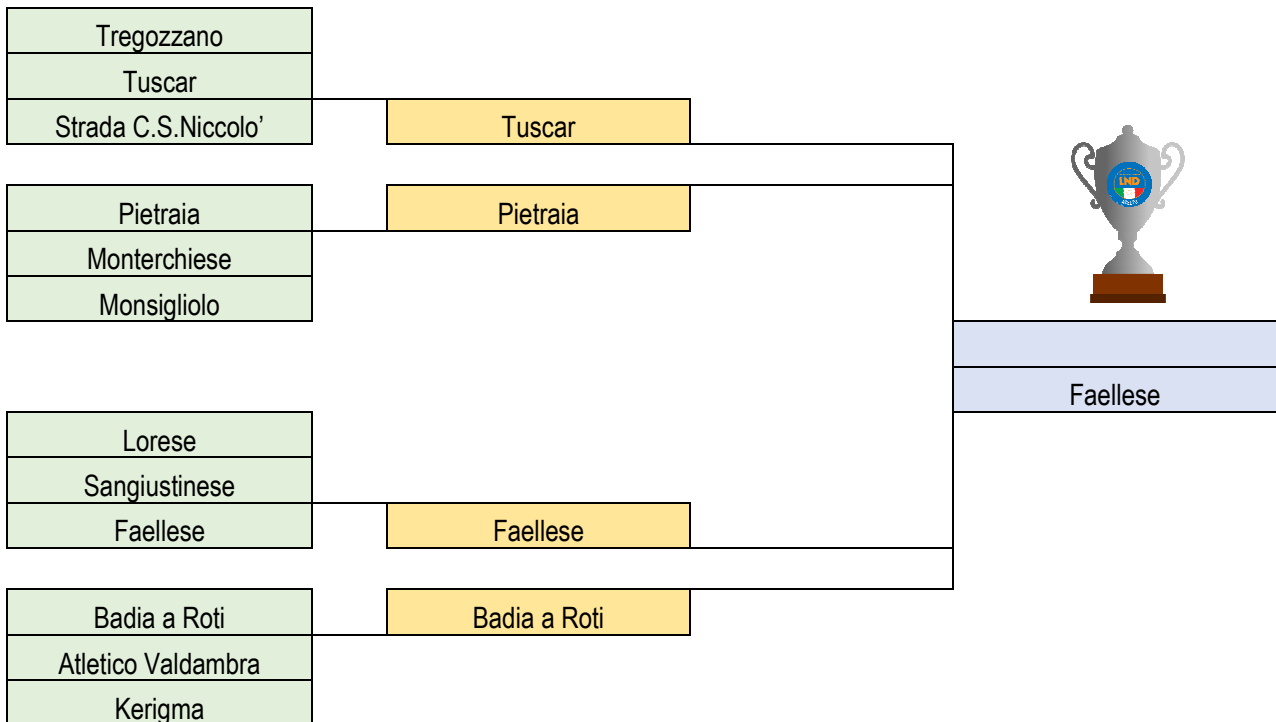 Tregozzano
Tuscar
Strada C.S.Niccolo’
Tuscar
Pietraia
Monterchiese
Monsigliolo
Pietraia
LND
Faellese
Lorese
Sangiustinese
Faellese
Faellese
Badia a Roti
Atletico Valdambra
Kerigma
Badia a Roti